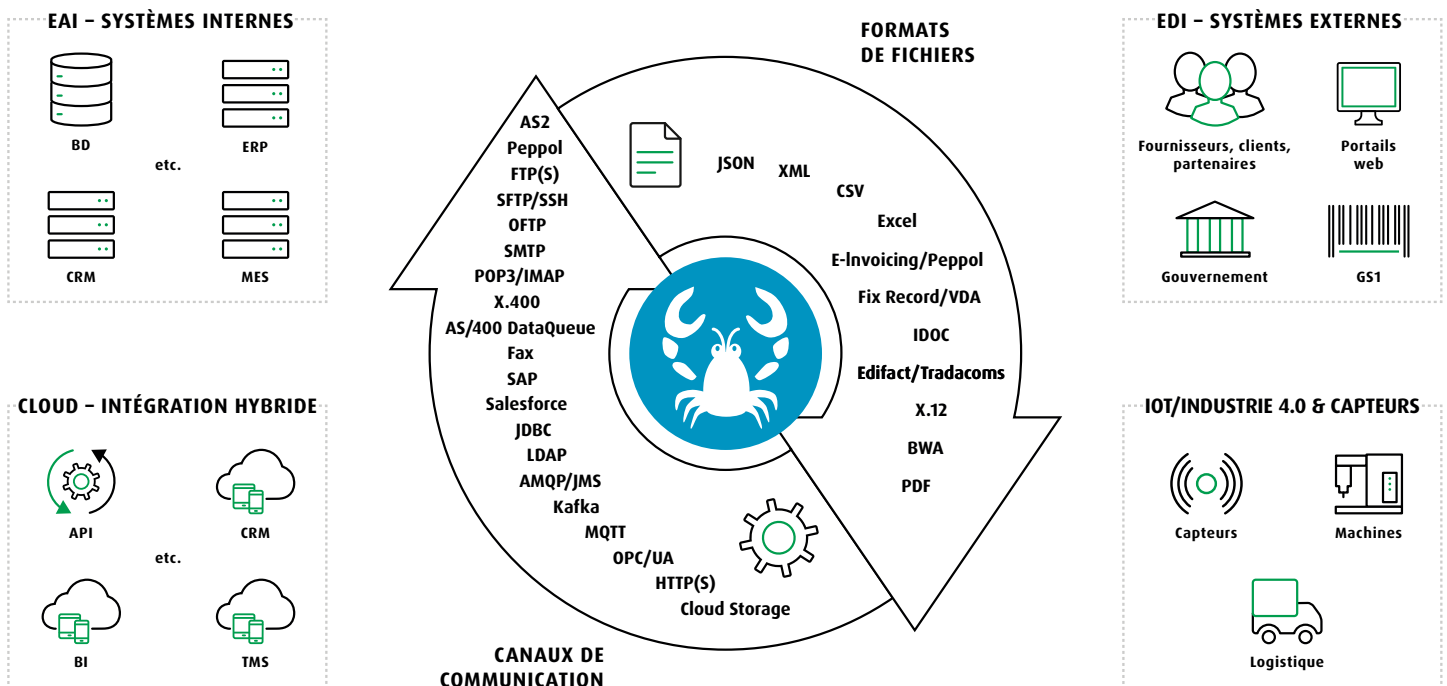 EAI – SYSTÈMES INTERNES
BD
ERP
etc.
CRM
MES
CLOUD – INTÉGRATION HYBRIDE
API
CRM
etc.
BI
TMS
AS2
Peppol
FTP(S)
SFTP/SSH
OFTP
SMTP
POP3/IMAP
X.400
AS/400 DataQueue
Fax
SAP
Salesforce
JDBC
LDAP
AMQP/JMS
Kafka
MQTT
OPC/UA
HTTP(S)
Cloud Storage
CANAUX DE
COMMUNICATION
FORMATS
DE FICHIERS
JSON
XML
CSV
Excel
E-Invoicing/Peppol
Fix Record/VDA
IDOC
Edifact/Tradacoms
X.12
BWA
PDF
EDI – SYSTÈMES EXTERNES
Fournisseurs, clients,
partenaires
Portails
web
Gouvernement
GS1
IOT/INDUSTRIE 4.0 & CAPTEURS
Capteurs
Machines
Logistique